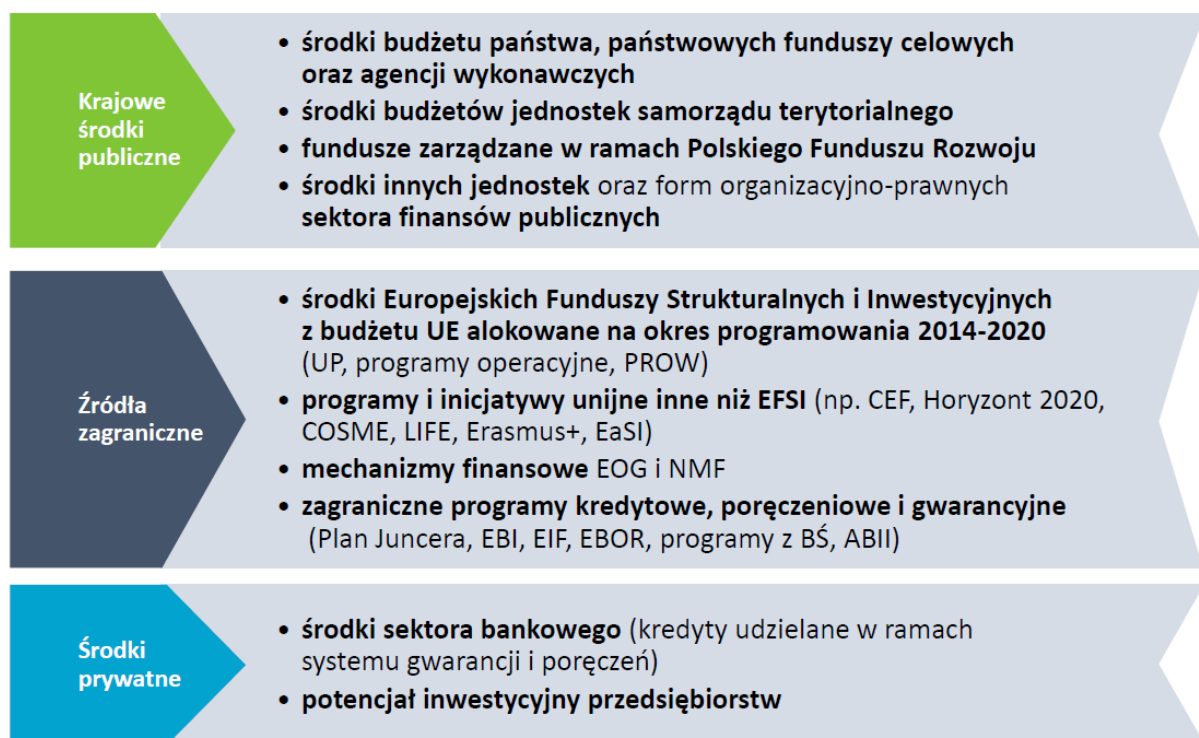 Krajowe
środki
publiczne
• środki budżetu państwa, państwowych funduszy celowych
oraz agencji wykonawczych
• środki budżetów jednostek samorządu terytorialnego
• fundusze zarządzane w ramach Polskiego Funduszu Rozwoju
• środki innych jednostek oraz form organizacyjno-prawnych
sektora finansów publicznych
Źródła
zagraniczne
• środki Europejskich Funduszy Strukturalnych i Inwestycyjnych
z budżetu UE alokowane na okres programowania 2014-2020
(UP, programy operacyjne, PROW)
• programy i inicjatywy unijne inne niż EFSI (np. CEF, Horyzont 2020,
COSME, LIFE, Erasmus+, EaSI)
• mechanizmy finansowe EOG i NMF
• zagraniczne programy kredytowe, poręczeniowe i gwarancyjne
(Plan Juncera, EBI, EIF, EBOR, programy z BŚ, ABII)
Środki
prywatne
• środki sektora bankowego (kredyty udzielane w ramach
systemu gwarancji i poręczeń)
• potencjał inwestycyjny przedsiębiorstw